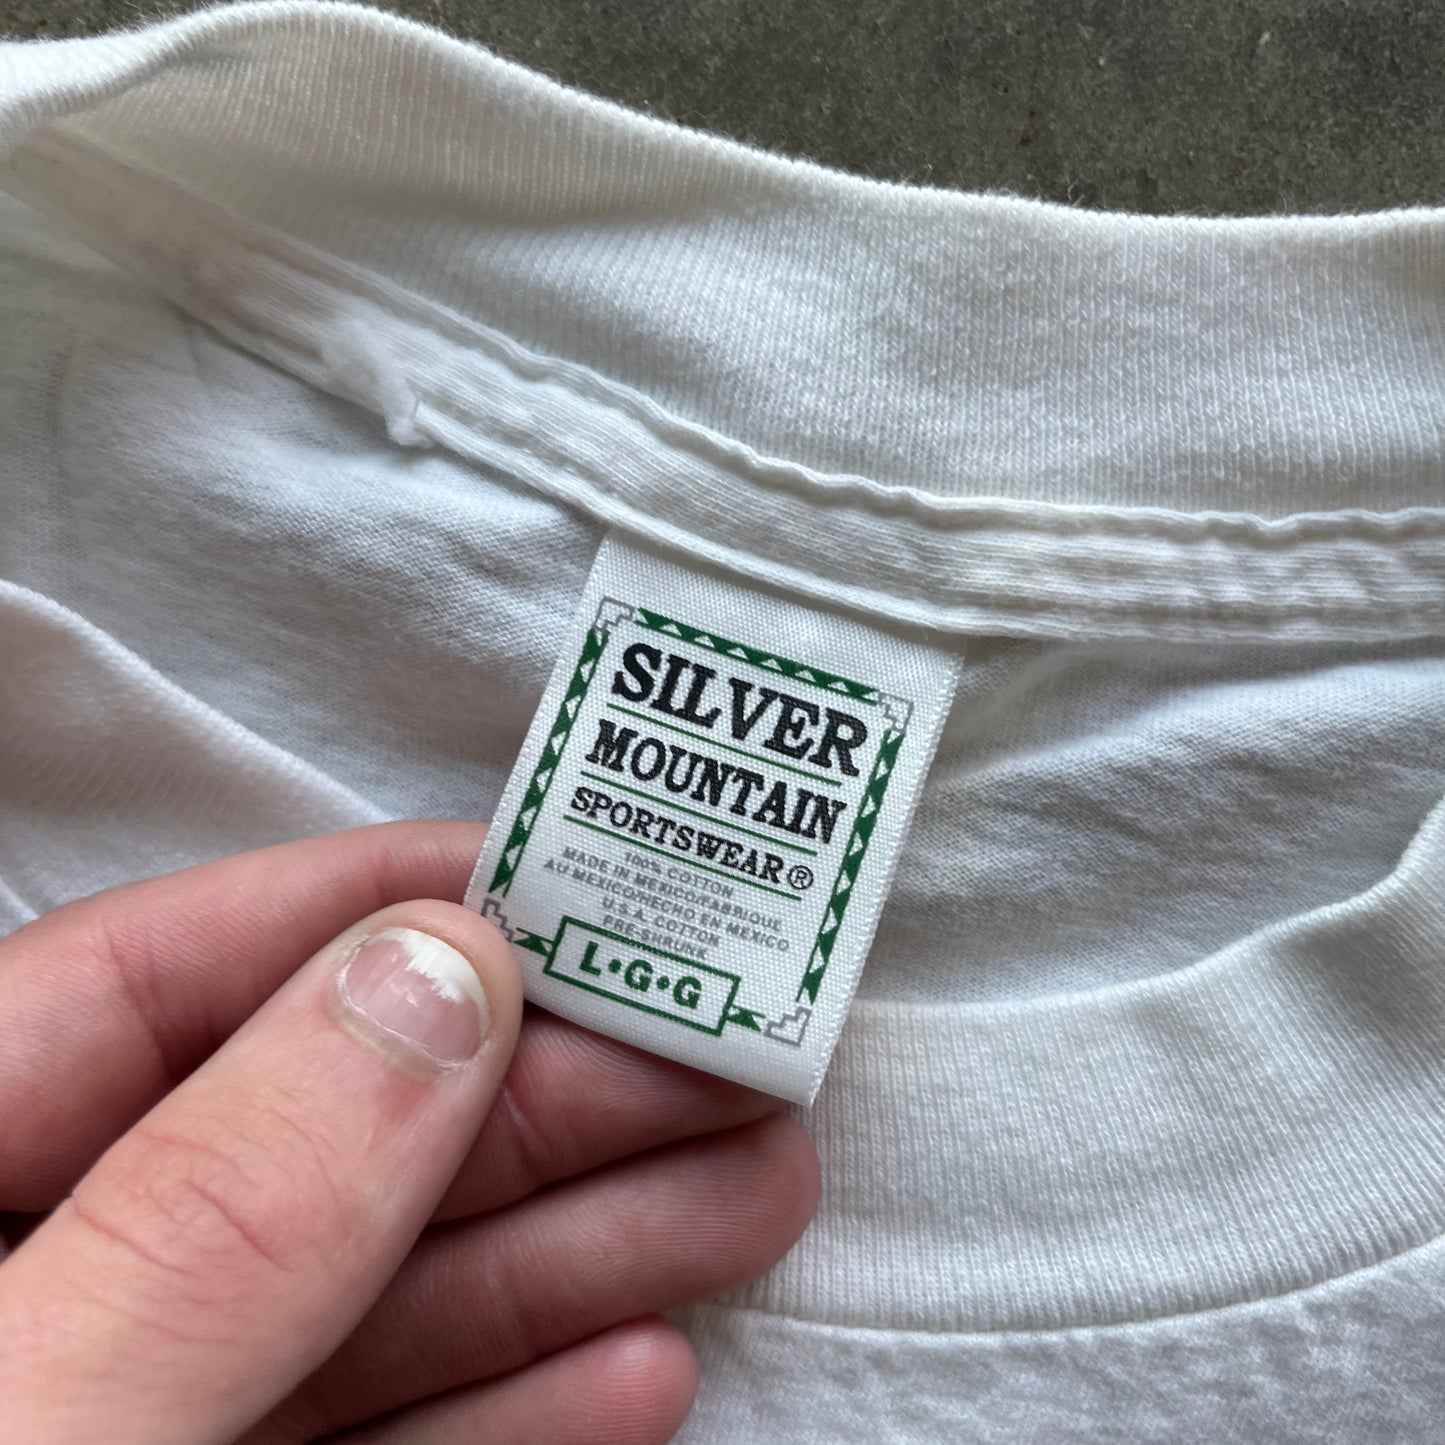 SILVER
MOUNTAIN
SPORTSWEAR®
100% COTTON
MADE IN MEXICO/FABRIQUE
AU MEXICO/HECHO EN MEXICO
U.S.A. COTTON
PRE-SHRUNK
L•G•G